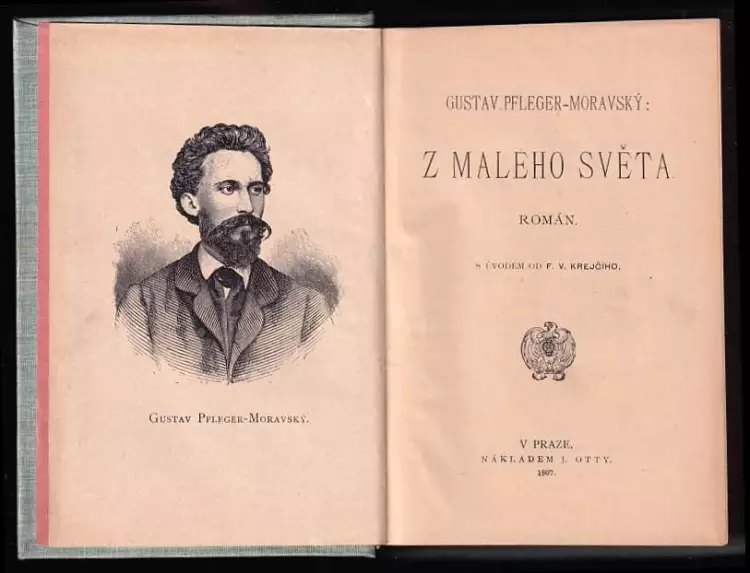 GUSTAV PFLEGER-MORAVSKÝ.
GUSTAV PFLEGER-MORAVSKÝ:
Z MALÉHO SVĚTA.
ROMÁN.
S ÚVODEM OD F. V. KREJČÍHO.
V PRAZE.
NÁKLADEM J. OTTY.
1907.